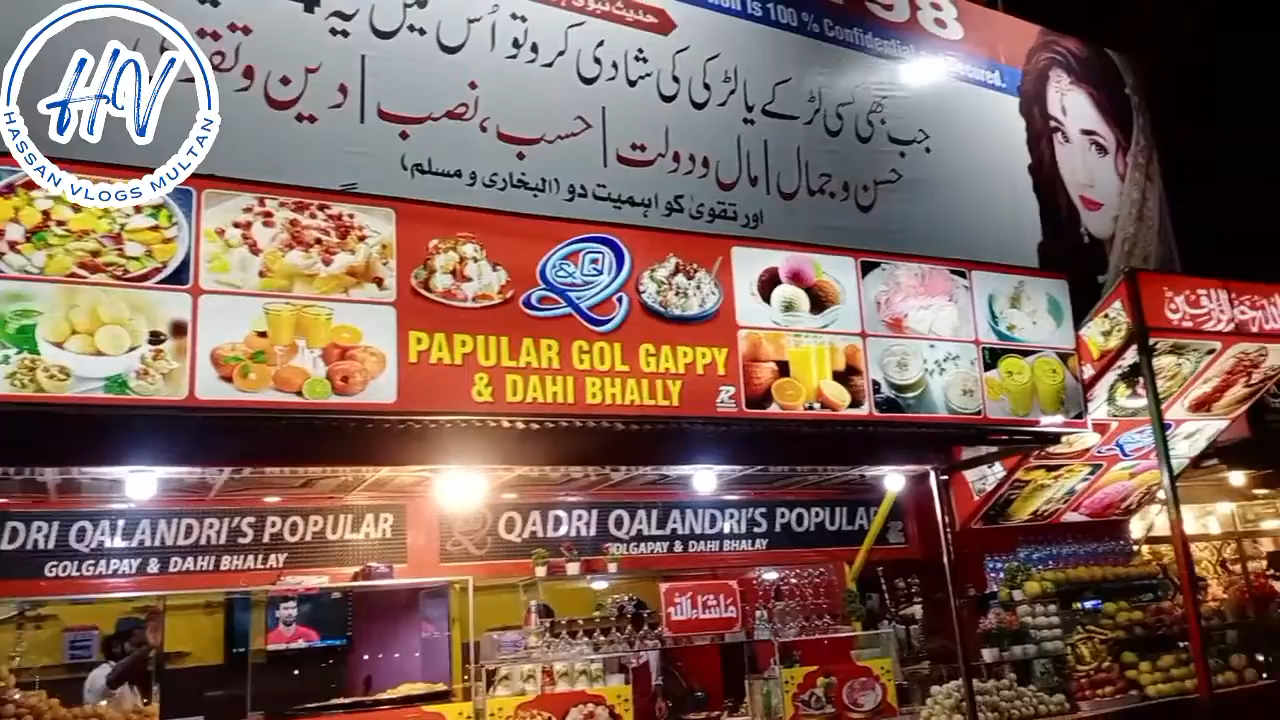 HV
HASSAN VLOGS MULTAN
حدیث نبوی
98
is 100 % Confidential
جب بھی کسی لڑکے یا لڑکی کی شادی کرو تو اُس میں یہ
حسن و جمال | مال و دولت | حسب، نصب | دین و تقویٰ
اور تقویٰ کو اہمیت دو (البخاری و مسلم)
&Q
PAPULAR GOL GAPPY
& DAHI BHALLY
R
DRI QALANDRI'S POPULAR
GOLGAPAY & DAHI BHALAY
QADRI QALANDRI'S POPULAR
GOLGAPAY & DAHI BHALAY
ماشاءاللہ